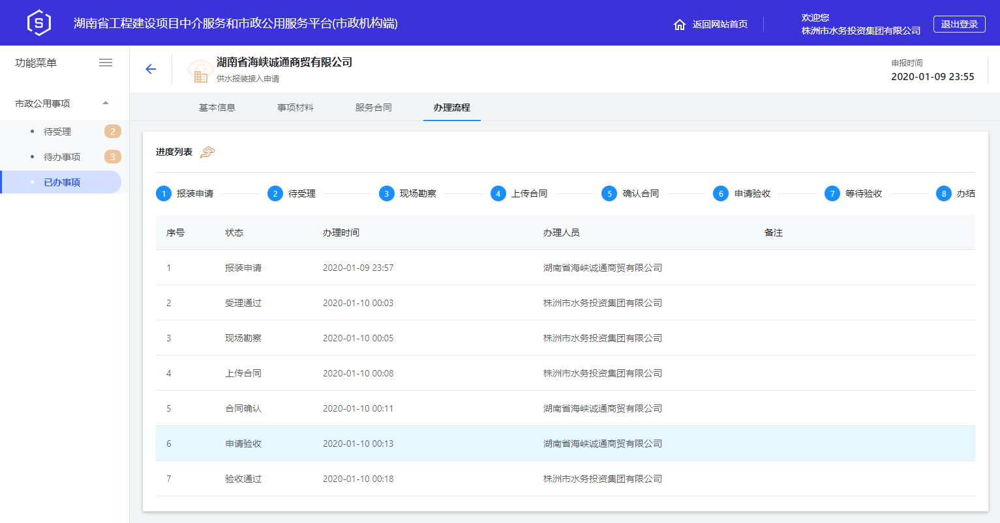 湖南省工程建设项目中介服务和市政公用服务平台(市政机构端)
返回网站首页
欢迎您
株洲市水务投资集团有限公司
退出登录
功能菜单
市政公用事项
待受理 2
待办事项 3
已办事项
湖南省海峡诚通商贸有限公司
供水报装接入申请
申报时间
2020-01-09 23:55
基本信息 事项材料 服务合同 办理流程
进度列表
1 报装申请 2 待受理 3 现场勘察 4 上传合同 5 确认合同 6 申请验收 7 等待验收 8 办结
序号 状态 办理时间 办理人员 备注
1 报装申请 2020-01-09 23:57 湖南省海峡诚通商贸有限公司
2 受理通过 2020-01-10 00:03 株洲市水务投资集团有限公司
3 现场勘察 2020-01-10 00:05 株洲市水务投资集团有限公司
4 上传合同 2020-01-10 00:08 株洲市水务投资集团有限公司
5 合同确认 2020-01-10 00:11 湖南省海峡诚通商贸有限公司
6 申请验收 2020-01-10 00:13 湖南省海峡诚通商贸有限公司
7 验收通过 2020-01-10 00:18 株洲市水务投资集团有限公司